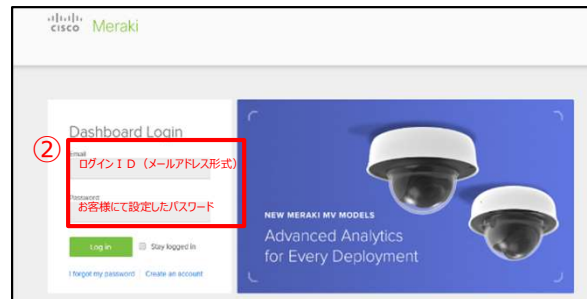 cisco Meraki
Dashboard Login
②
Email
ログインＩＤ（メールアドレス形式）
Password
お客様にて設定したパスワード
Log in
Stay logged in
I forgot my password
Create an account
NEW MERAKI MV MODELS
Advanced Analytics
for Every Deployment